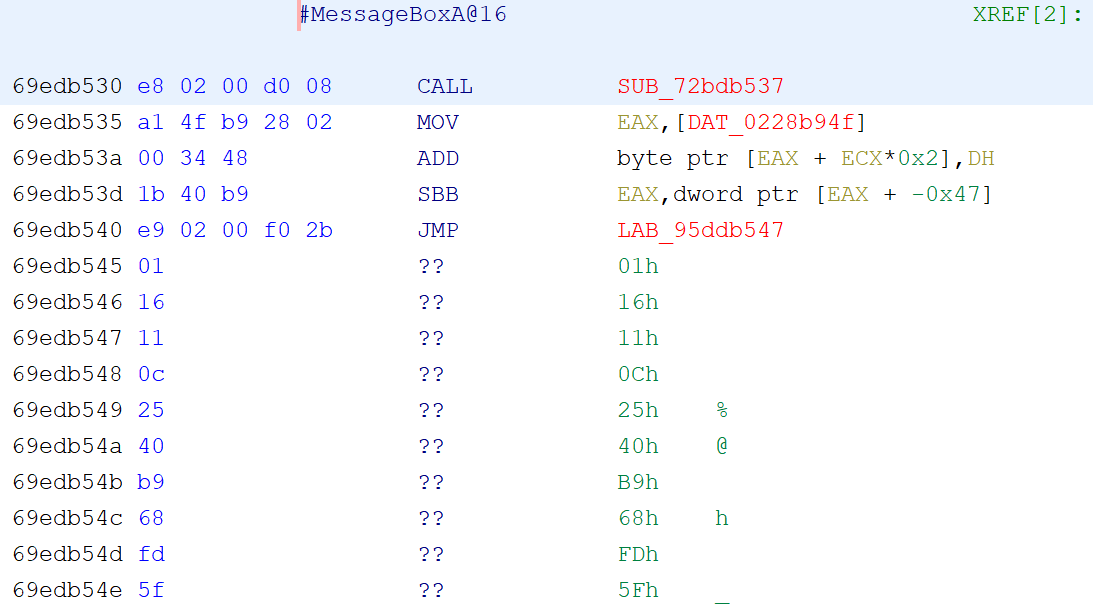 #MessageBoxA@16 XREF[2]:
69edb530 e8 02 00 d0 08 CALL SUB_72bdb537
69edb535 a1 4f b9 28 02 MOV EAX,[DAT_0228b94f]
69edb53a 00 34 48 ADD byte ptr [EAX + ECX*0x2],DH
69edb53d 1b 40 b9 SBB EAX,dword ptr [EAX + -0x47]
69edb540 e9 02 00 f0 2b JMP LAB_95ddb547
69edb545 01 ?? 01h
69edb546 16 ?? 16h
69edb547 11 ?? 11h
69edb548 0c ?? 0Ch
69edb549 25 ?? 25h %
69edb54a 40 ?? 40h @
69edb54b b9 ?? B9h
69edb54c 68 ?? 68h h
69edb54d fd ?? FDh
69edb54e 5f ?? 5Fh _